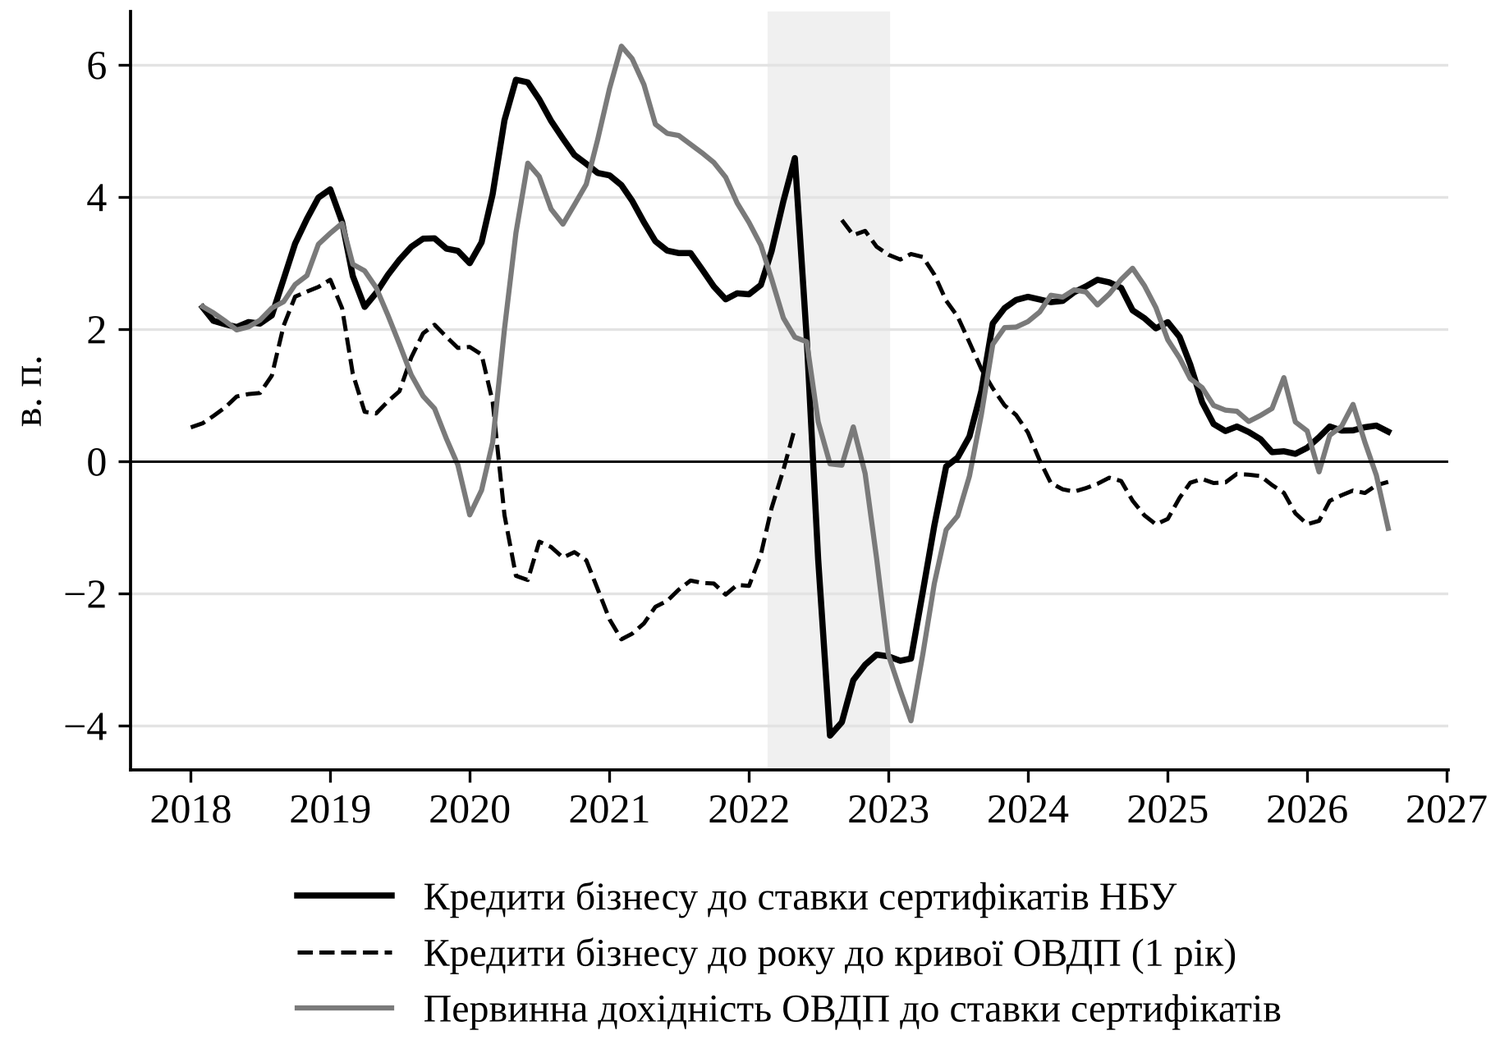 6
4
2
0
−2
−4
в. п.
2018 2019 2020 2021 2022 2023 2024 2025 2026 2027
Кредити бізнесу до ставки сертифікатів НБУ
Кредити бізнесу до року до кривої ОВДП (1 рік)
Первинна дохідність ОВДП до ставки сертифікатів